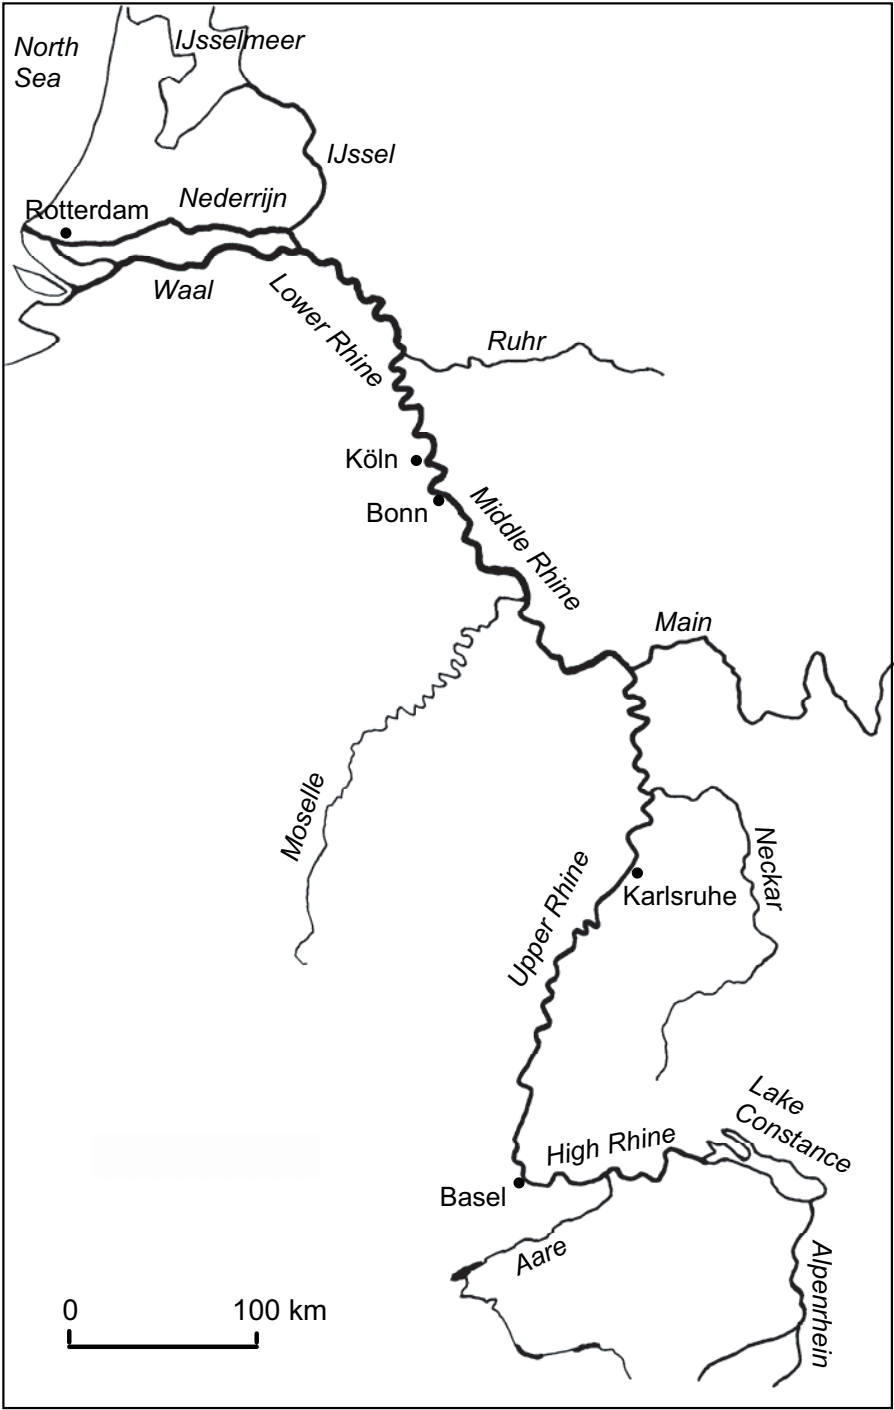 North
Sea
IJsselmeer
IJssel
Nederrijn
Rotterdam
Waal
Lower Rhine
Ruhr
Köln
Bonn
Middle Rhine
Main
Moselle
Neckar
Karlsruhe
Upper Rhine
Lake
Constance
High Rhine
Basel
Aare
Alpenrhein
0 100 km